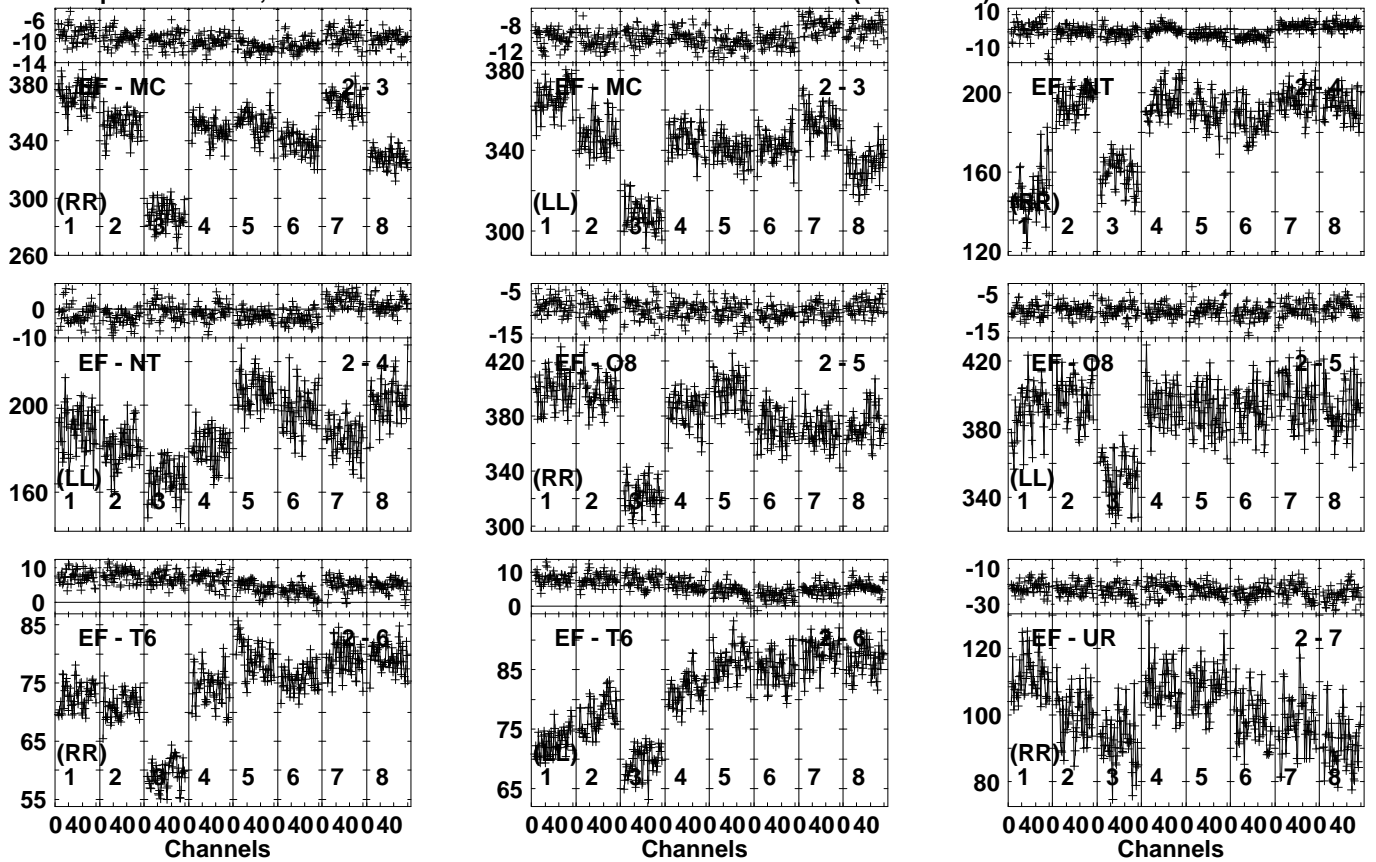 -6
-10
-14
380
340
300
260
EF - MC 2 - 3
(RR)
1 2 3 4 5 6 7 8
-8
-12
380
340
300
EF - MC 2 - 3
(LL)
1 2 3 4 5 6 7 8
10
-10
200
160
120
EF - NT 2 - 4
(RR)
1 2 3 4 5 6 7 8
0
-10
200
160
EF - NT 2 - 4
(LL)
1 2 3 4 5 6 7 8
-5
-15
420
380
340
300
EF - O8 2 - 5
(RR)
1 2 3 4 5 6 7 8
-5
-15
420
380
340
EF - O8 2 - 5
(LL)
1 2 3 4 5 6 7 8
10
0
85
75
65
55
EF - T6 2 - 6
(RR)
1 2 3 4 5 6 7 8
0 40 0 40 0 40 0 40 0 40 0 40 0 40 0 40
Channels
10
0
85
75
65
EF - T6 2 - 6
(LL)
1 2 3 4 5 6 7 8
0 40 0 40 0 40 0 40 0 40 0 40 0 40 0 40
Channels
-10
-30
120
100
80
EF - UR 2 - 7
(RR)
1 2 3 4 5 6 7 8
0 40 0 40 0 40 0 40 0 40 0 40 0 40 0 40
Channels